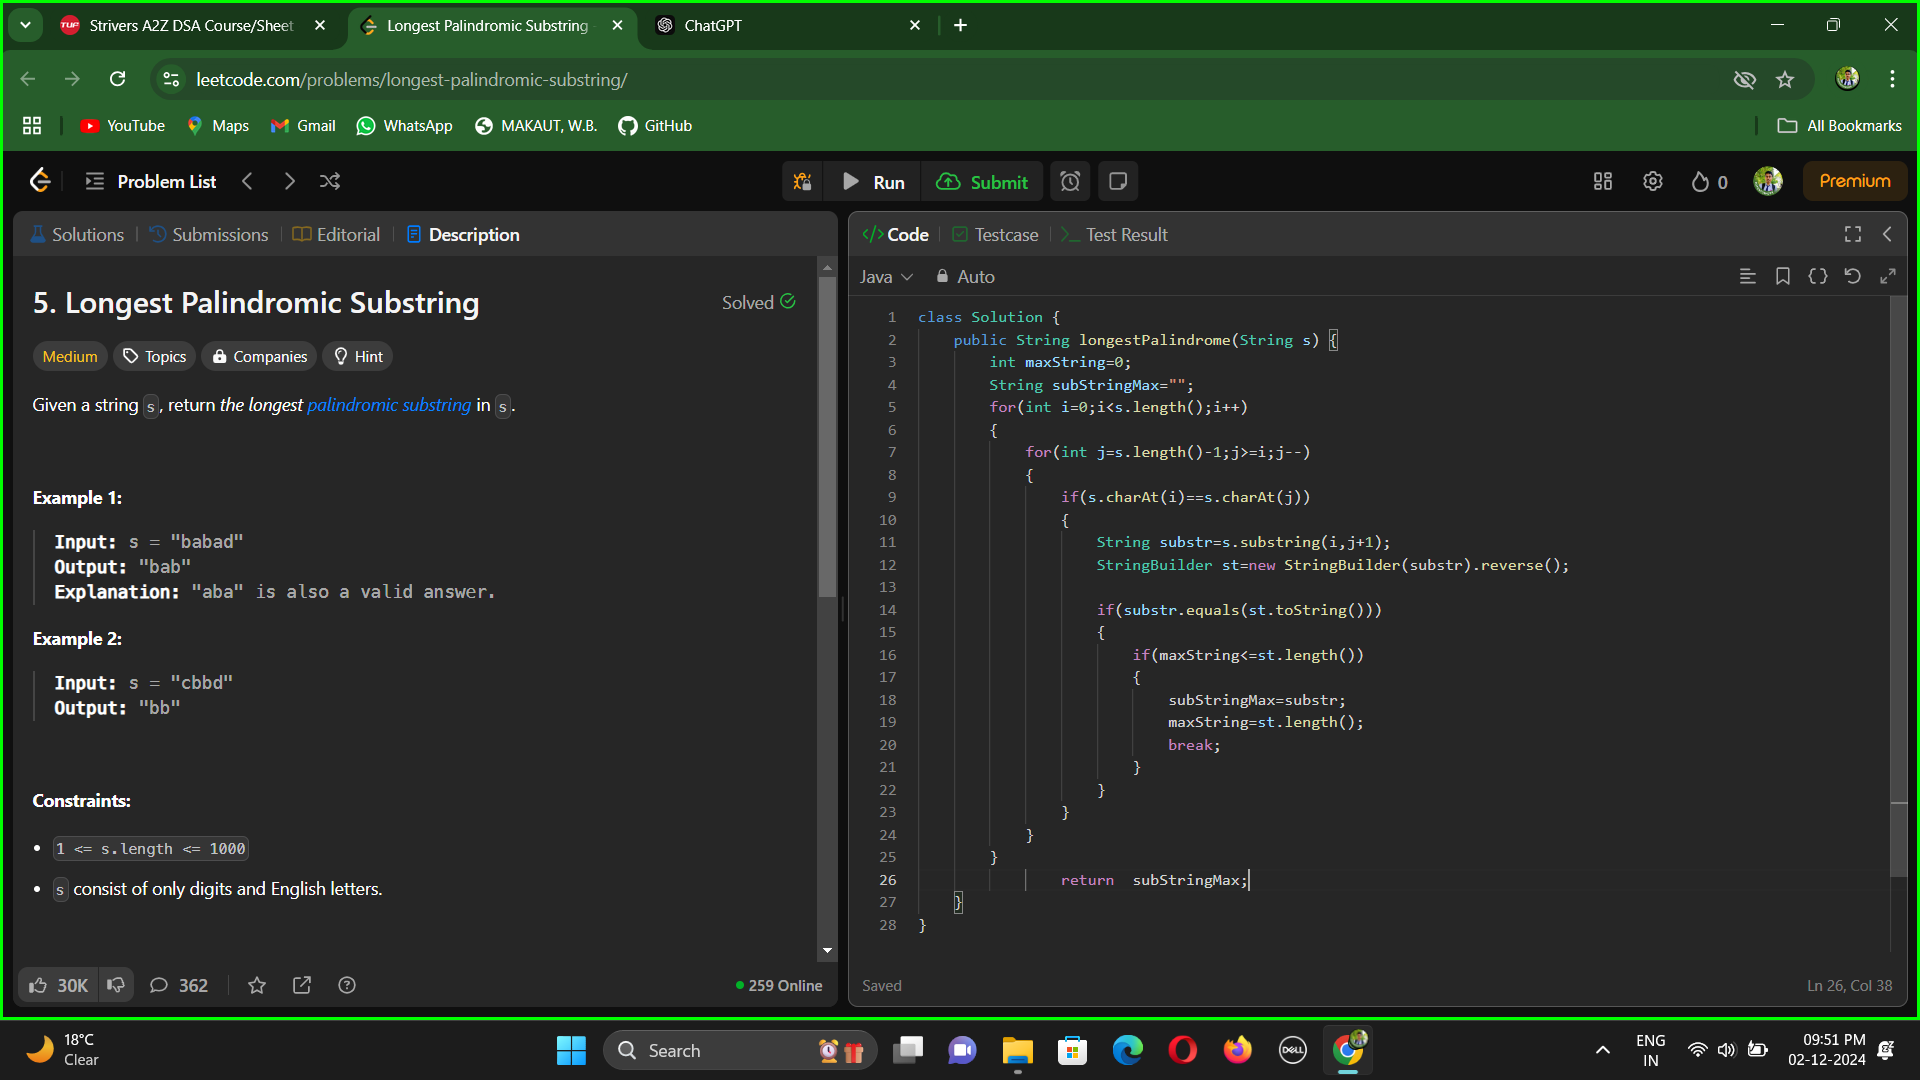 Strivers A2Z DSA Course/Sheet
Longest Palindromic Substring
ChatGPT
leetcode.com/problems/longest-palindromic-substring/
YouTube
Maps
Gmail
WhatsApp
MAKAUT, W.B.
GitHub
All Bookmarks
Problem List
Run
Submit
0
Premium
Solutions
Submissions
Editorial
Description
5. Longest Palindromic Substring
Solved
Medium
Topics
Companies
Hint
Given a string s, return the longest palindromic substring in s.
Example 1:
Input: s = "babad"
Output: "bab"
Explanation: "aba" is also a valid answer.
Example 2:
Input: s = "cbbd"
Output: "bb"
Constraints:
• 1 <= s.length <= 1000
• s consist of only digits and English letters.
30K
362
259 Online
Code
Testcase
Test Result
Java
Auto
1 class Solution {
2 public String longestPalindrome(String s) {
3 int maxString=0;
4 String subStringMax="";
5 for(int i=0;i<s.length();i++)
6 {
7 for(int j=s.length()-1;j>=i;j--)
8 {
9 if(s.charAt(i)==s.charAt(j))
10 {
11 String substr=s.substring(i,j+1);
12 StringBuilder st=new StringBuilder(substr).reverse();
13
14 if(substr.equals(st.toString()))
15 {
16 if(maxString<=st.length())
17 {
18 subStringMax=substr;
19 maxString=st.length();
20 break;
21 }
22 }
23 }
24 }
25 }
26 return  subStringMax;
27 }
28 }
Saved
Ln 26, Col 38
18°C
Clear
Search
DELL
ENG
IN
09:51 PM
02-12-2024